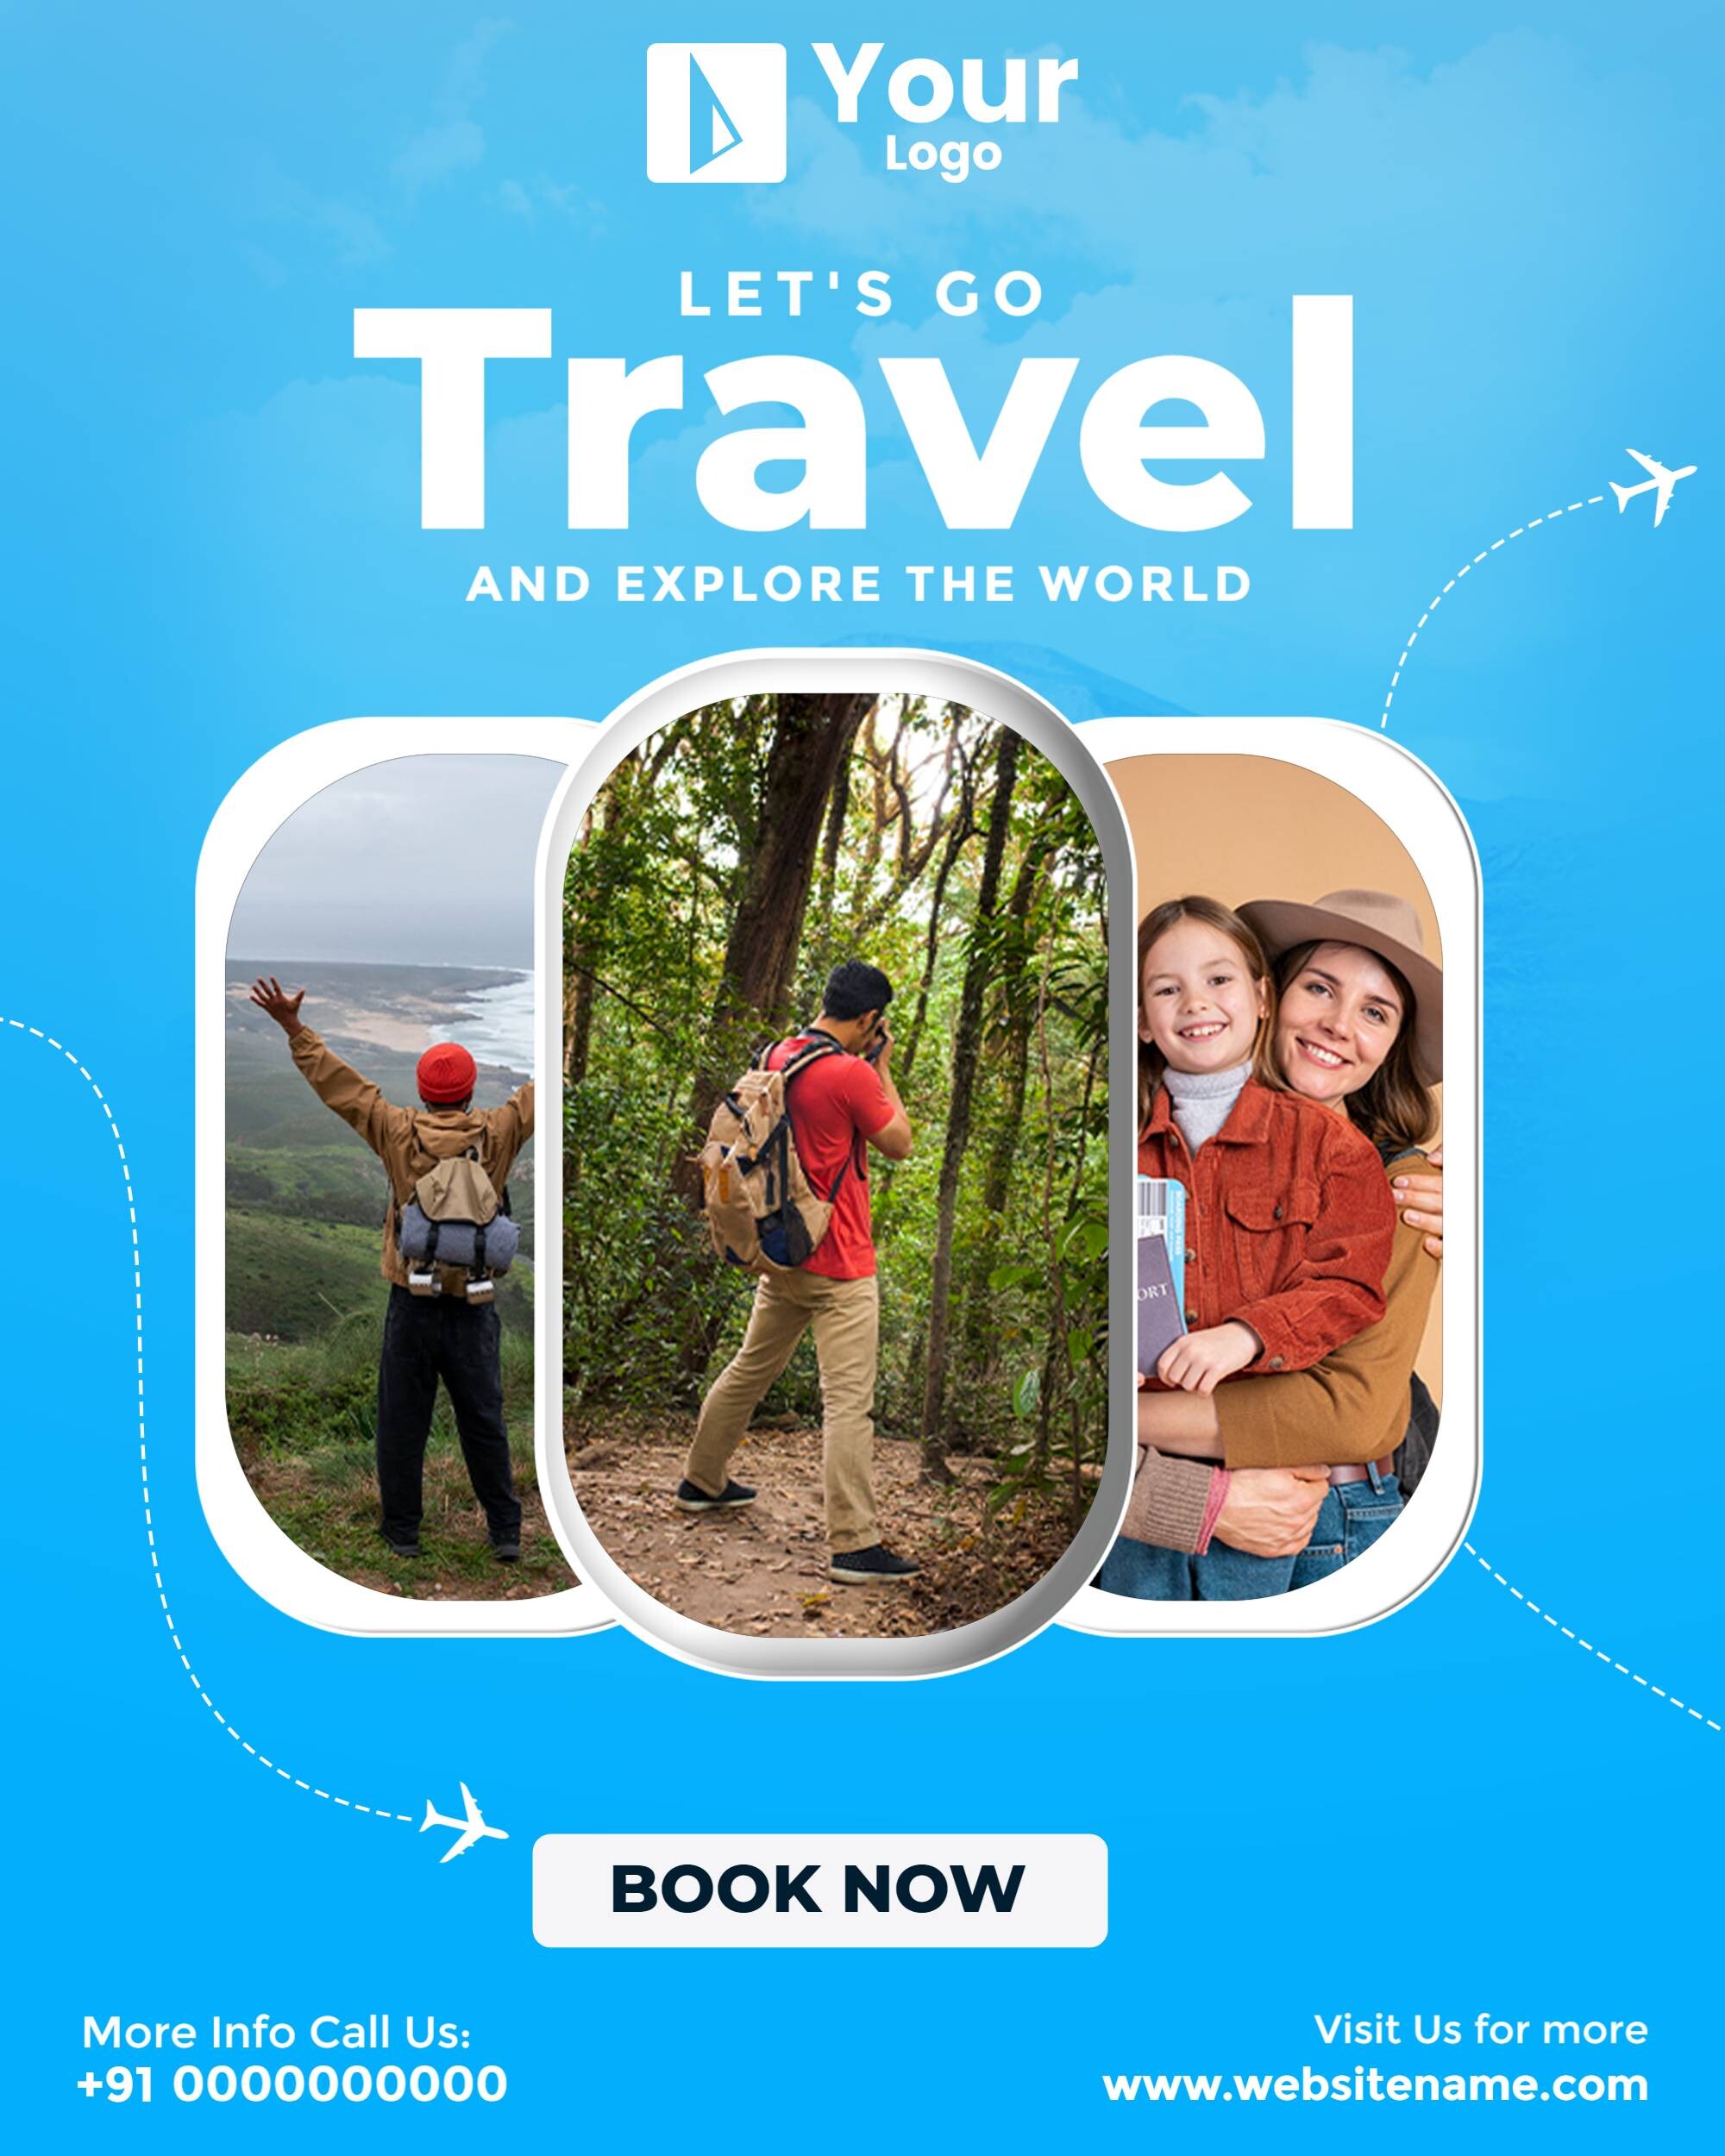 Your
Logo
LET'S GO
Travel
AND EXPLORE THE WORLD
ORT
BOOK NOW
More Info Call Us:
+91 0000000000
Visit Us for more
www.websitename.com